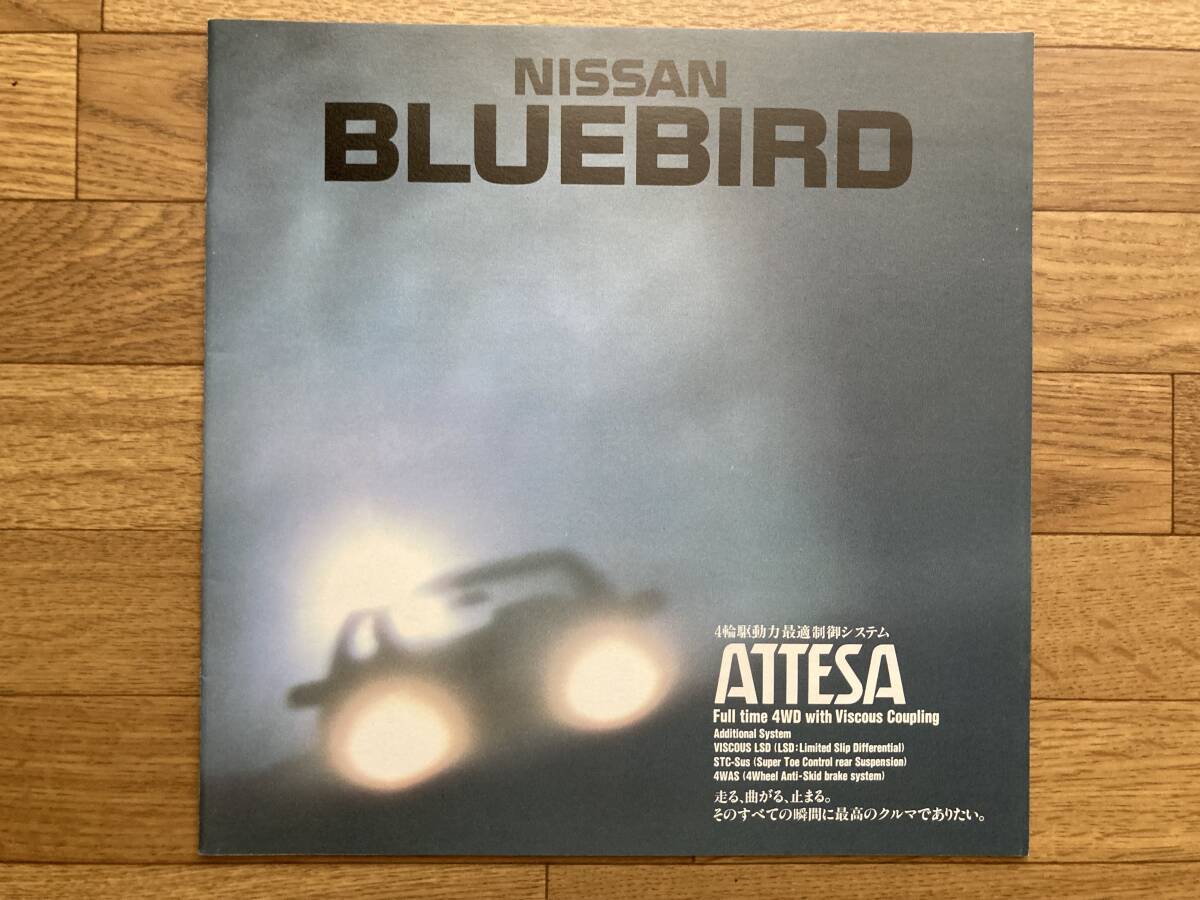 NISSAN
BLUEBIRD
4輪駆動力最適制御システム
ATTESA
Full time 4WD with Viscous Coupling
Additional System
VISCOUS LSD (LSD:Limited Slip Differential)
STC-Sus (Super Toe Control rear Suspension)
4WAS (4Wheel Anti-Skid brake system)
走る、曲がる、止まる。
そのすべての瞬間に最高のクルマでありたい。